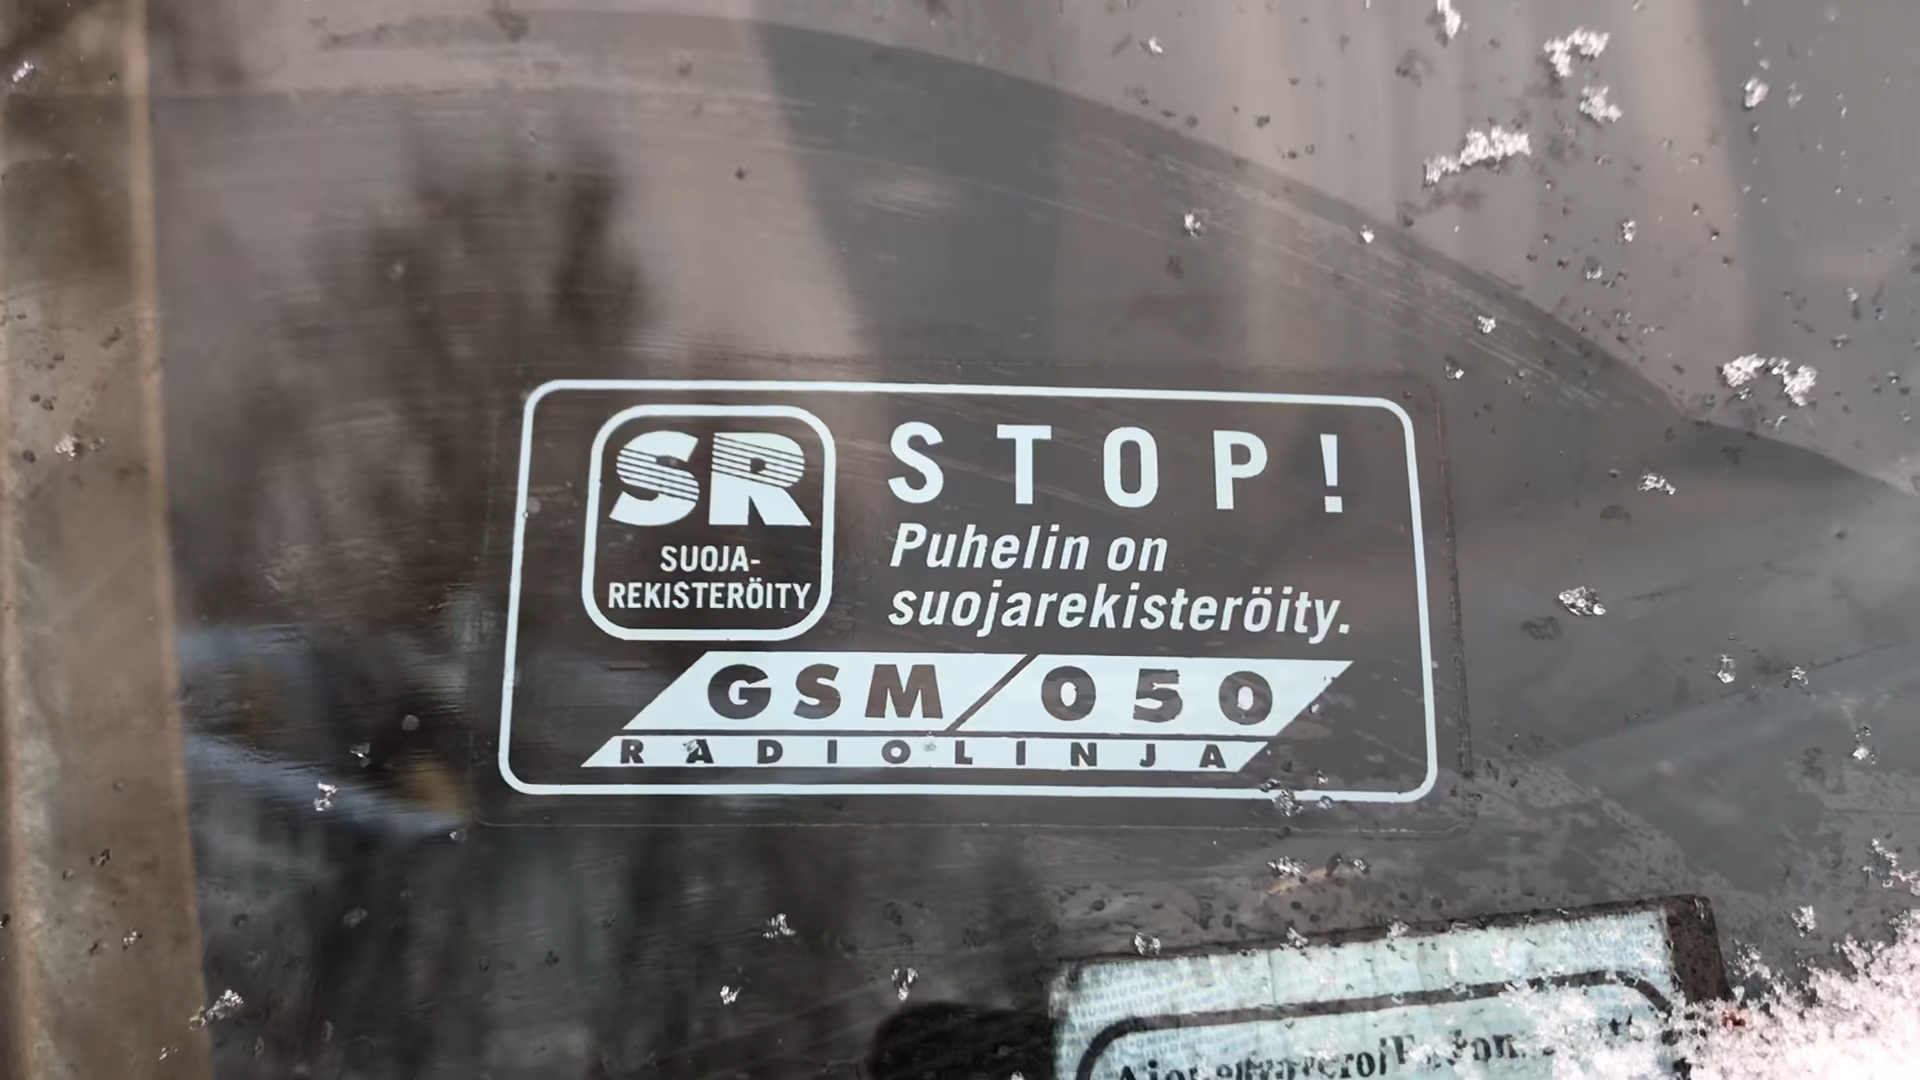 SR
SUOJA-
REKISTERÖITY
STOP!
Puhelin on
suojarekisteröity.
GSM/050
RADIOLINJA